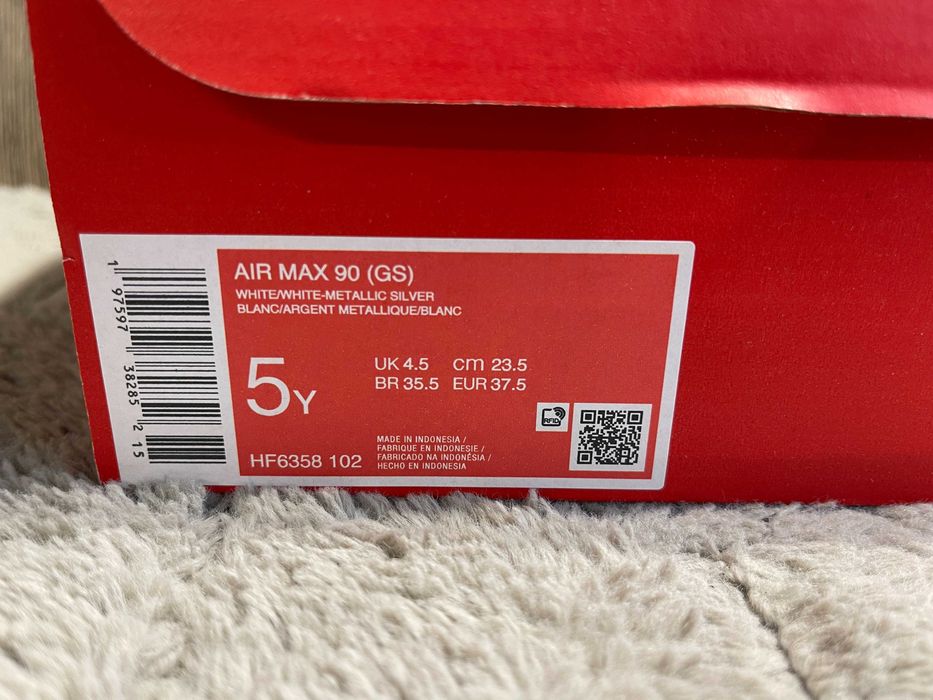 AIR MAX 90 (GS)
WHITE/WHITE-METALLIC SILVER
BLANC/ARGENT METALLIQUE/BLANC
5Y
UK 4.5 cm 23.5
BR 35.5 EUR 37.5
RFID
MADE IN INDONESIA /
FABRIQUE EN INDONESIE /
FABRICADO NA INDONÉSIA /
HECHO EN INDONESIA
HF6358 102
1 97597 38285 2 15